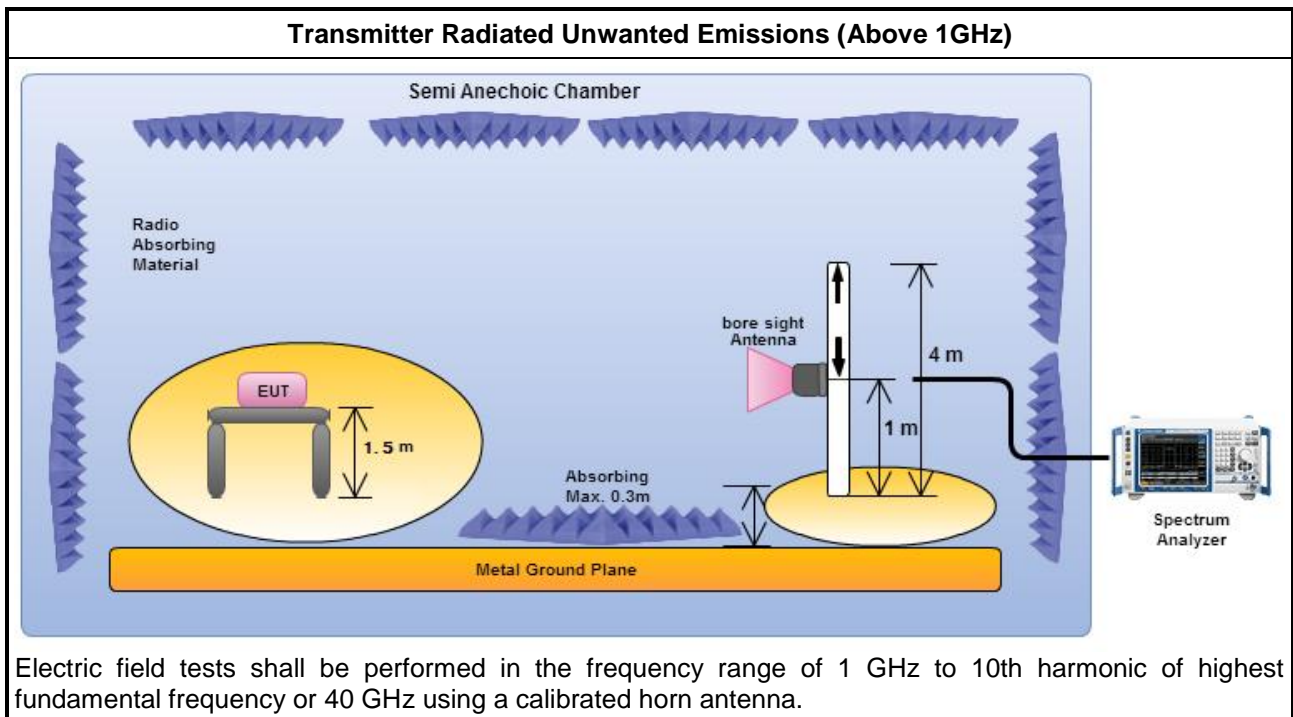 Transmitter Radiated Unwanted Emissions (Above 1GHz)
Semi Anechoic Chamber
Radio
Absorbing
Material
bore sight
Antenna
4 m
EUT
1.5 m
1 m
Absorbing
Max. 0.3m
Spectrum
Analyzer
Metal Ground Plane
Electric field tests shall be performed in the frequency range of 1 GHz to 10th harmonic of highest
fundamental frequency or 40 GHz using a calibrated horn antenna.